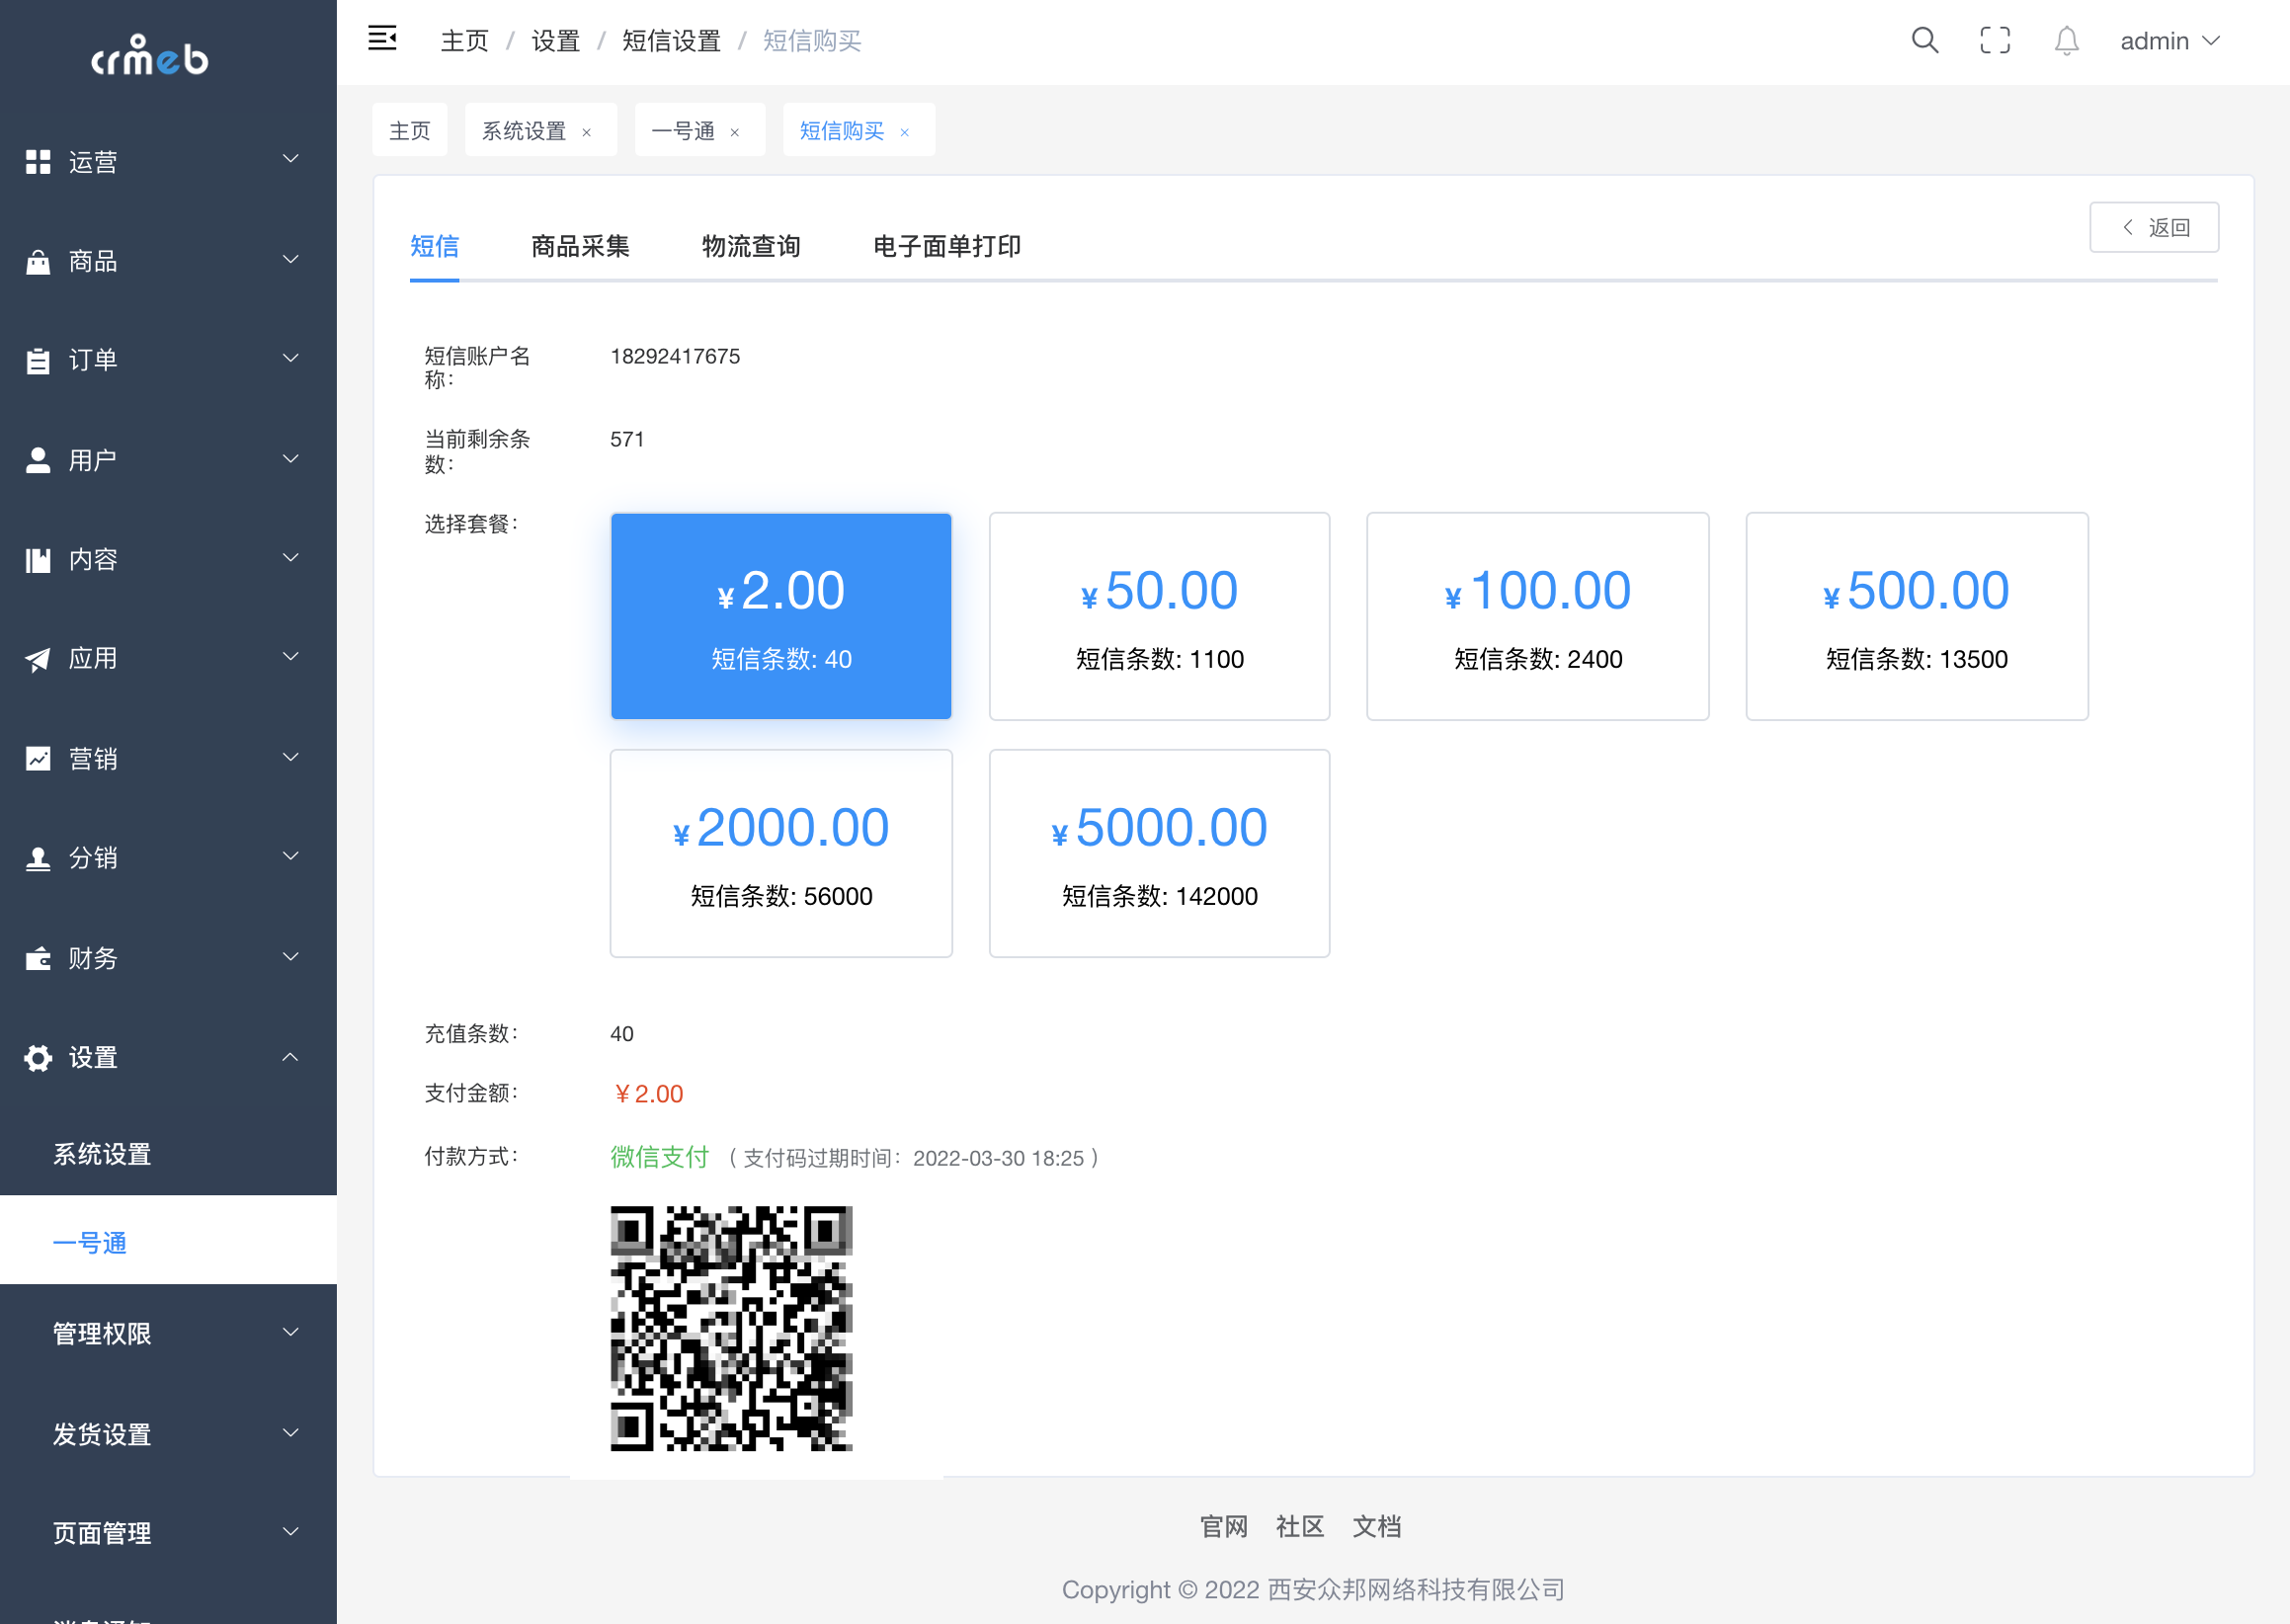 crmeb
运营
商品
订单
用户
内容
应用
营销
分销
财务
设置
系统设置
一号通
管理权限
发货设置
页面管理
主页 / 设置 / 短信设置 / 短信购买
admin
主页 系统设置 × 一号通 × 短信购买 ×
短信 商品采集 物流查询 电子面单打印
返回
短信账户名
称：
18292417675
当前剩余条
数：
571
选择套餐：
¥2.00
短信条数: 40
¥50.00
短信条数: 1100
¥100.00
短信条数: 2400
¥500.00
短信条数: 13500
¥2000.00
短信条数: 56000
¥5000.00
短信条数: 142000
充值条数： 40
支付金额： ￥2.00
付款方式： 微信支付 （ 支付码过期时间：2022-03-30 18:25 ）
官网 社区 文档
Copyright © 2022 西安众邦网络科技有限公司